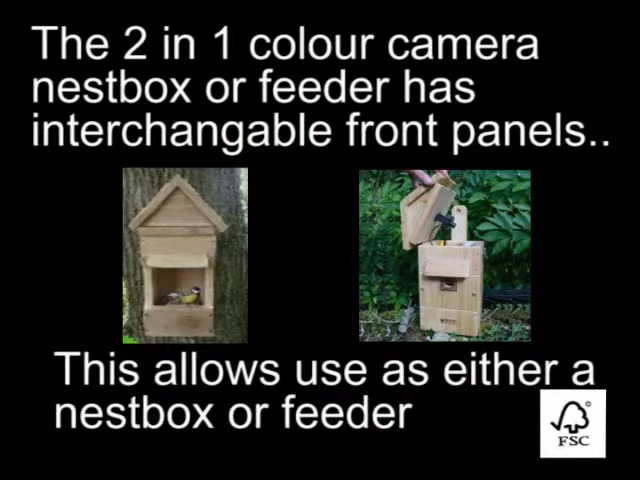 The 2 in 1 colour camera
nestbox or feeder has
interchangable front panels..
This allows use as either a
nestbox or feeder
©
FSC